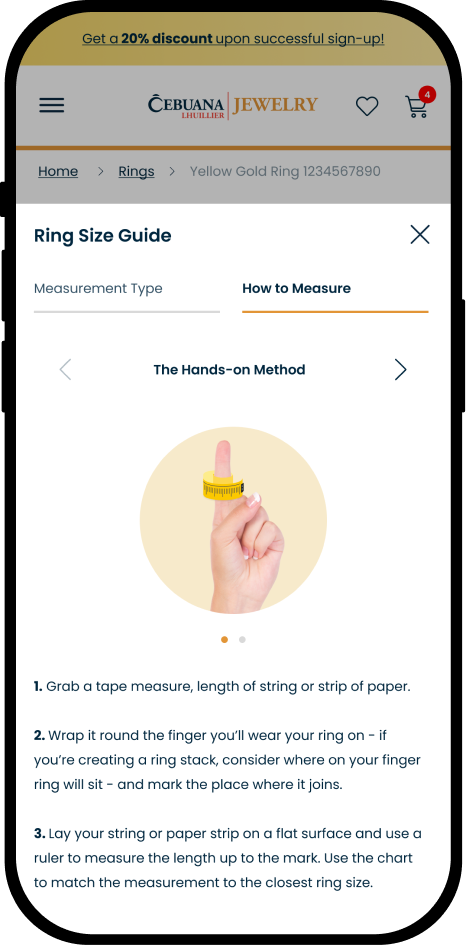 Get a 20% discount upon successful sign-up!
CEBUANA LHUILLIER JEWELRY
4
Home > Rings > Yellow Gold Ring 1234567890
Ring Size Guide
Measurement Type How to Measure
The Hands-on Method
1. Grab a tape measure, length of string or strip of paper.
2. Wrap it round the finger you’ll wear your ring on - if
you’re creating a ring stack, consider where on your finger
ring will sit - and mark the place where it joins.
3. Lay your string or paper strip on a flat surface and use a
ruler to measure the length up to the mark. Use the chart
to match the measurement to the closest ring size.